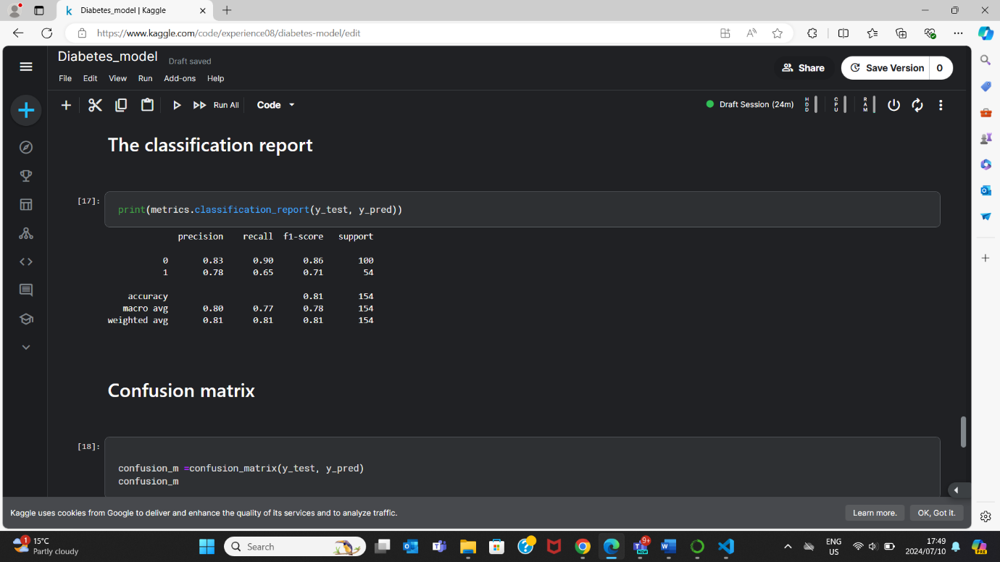 Diabetes_model | Kaggle
https://www.kaggle.com/code/experience08/diabetes-model/edit
Diabetes_model Draft saved
Share Save Version 0
File Edit View Run Add-ons Help
Run All Code Draft Session (24m) HDD CPU RAM
The classification report
[17]: print(metrics.classification_report(y_test, y_pred))
precision recall f1-score support
0 0.83 0.90 0.86 100
1 0.78 0.65 0.71 54
accuracy 0.81 154
macro avg 0.80 0.77 0.78 154
weighted avg 0.81 0.81 0.81 154
Confusion matrix
[18]:
confusion_m =confusion_matrix(y_test, y_pred)
confusion_m
Kaggle uses cookies from Google to deliver and enhance the quality of its services and to analyze traffic. Learn more. OK, Got it.
1 15°C
Partly cloudy
Search
9+
NEW
ENG
US
17:49
2024/07/10
PRE